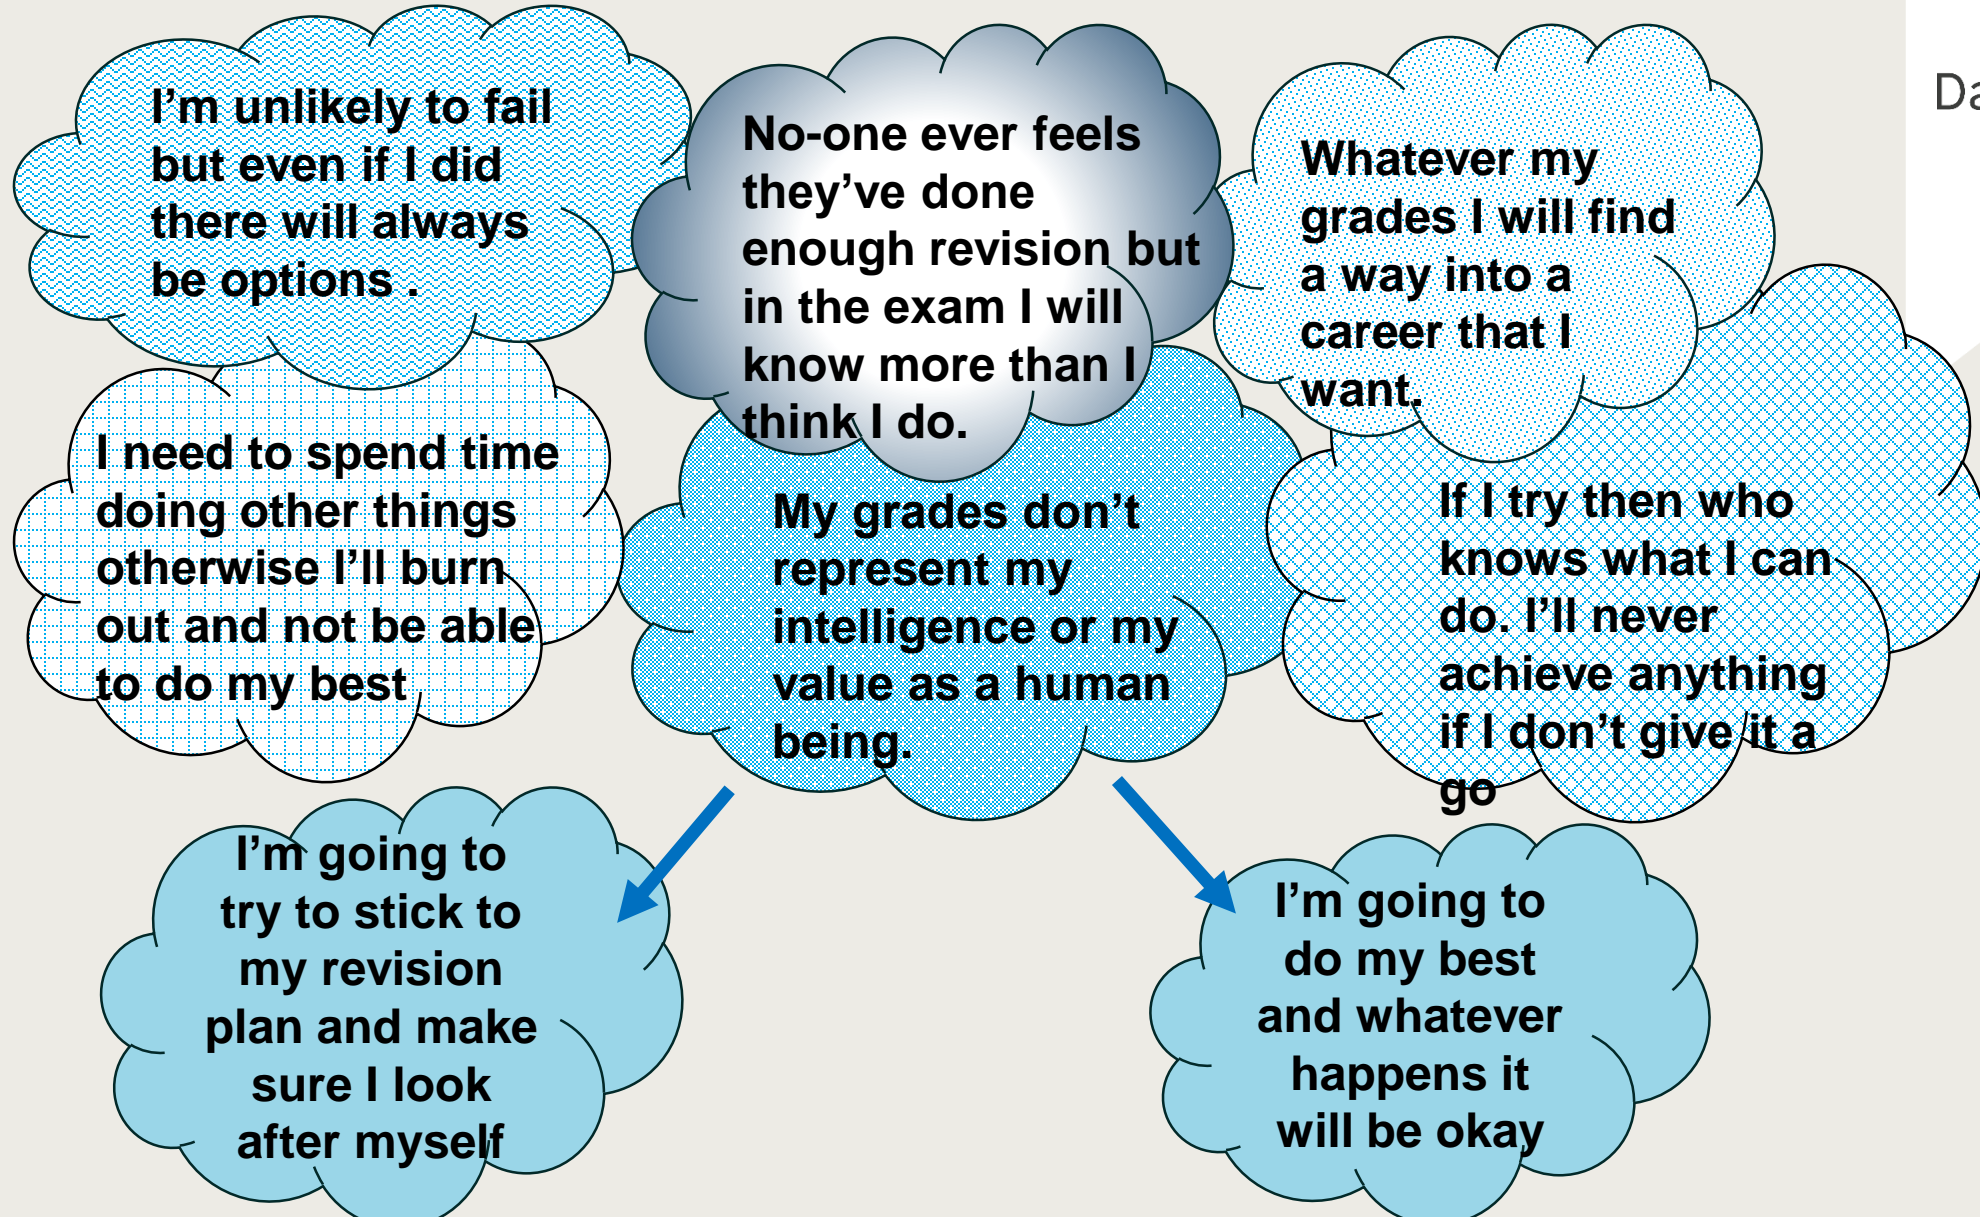 I’m unlikely to fail
but even if I did
there will always
be options .
No-one ever feels
they’ve done
enough revision but
in the exam I will
know more than I
think I do.
Whatever my
grades I will find
a way into a
career that I
want.
I need to spend time
doing other things
otherwise I’ll burn
out and not be able
to do my best
My grades don’t
represent my
intelligence or my
value as a human
being.
If I try then who
knows what I can
do. I’ll never
achieve anything
if I don’t give it a
go
I’m going to
try to stick to
my revision
plan and make
sure I look
after myself
I’m going to
do my best
and whatever
happens it
will be okay